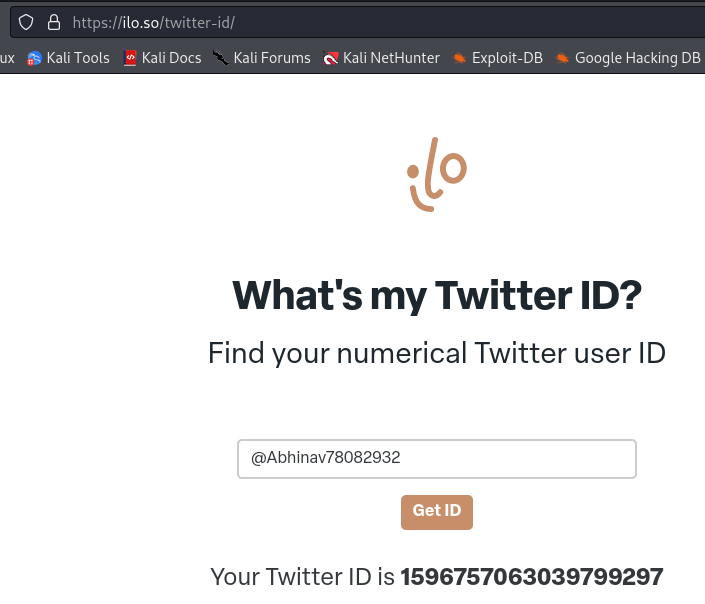 https://ilo.so/twitter-id/
ux Kali Tools Kali Docs Kali Forums Kali NetHunter Exploit-DB Google Hacking DB
ilo
What's my Twitter ID?
Find your numerical Twitter user ID
@Abhinav78082932
Get ID
Your Twitter ID is 1596757063039799297